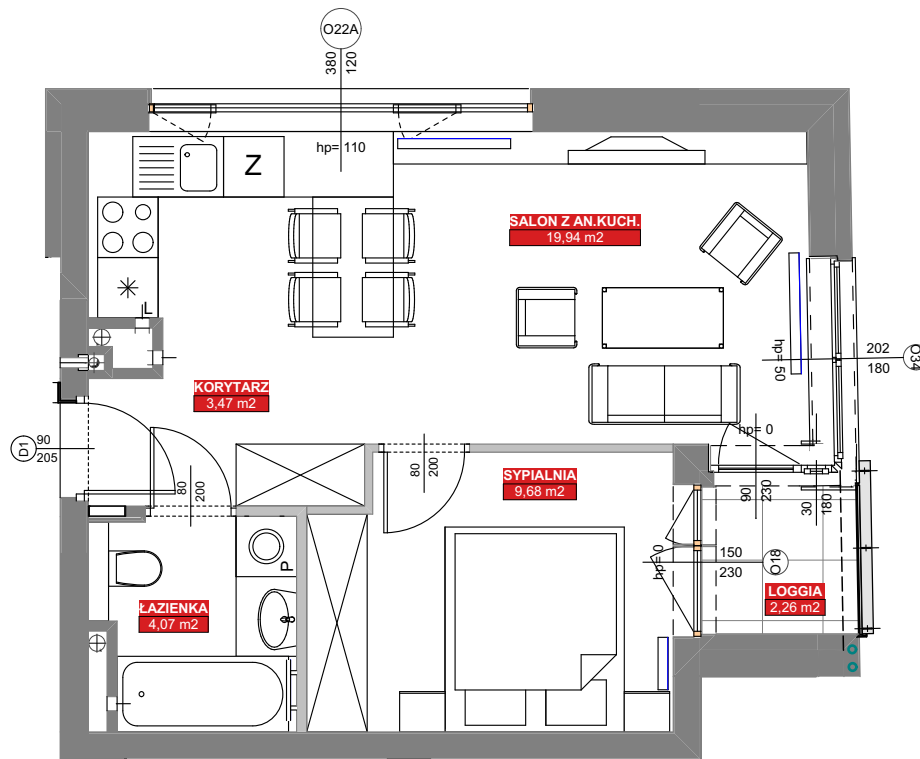 O22A
380
120
hp= 110
Z
SALON Z AN.KUCH.
19,94 m2
L
KORYTARZ
3,47 m2
hp= 50
202
180
O34
D1
90
205
80
200
80
200
SYPIALNIA
9,68 m2
hp= 0
90
230
30
180
hp=0
150
230
O18
LOGGIA
2,26 m2
P
ŁAZIENKA
4,07 m2